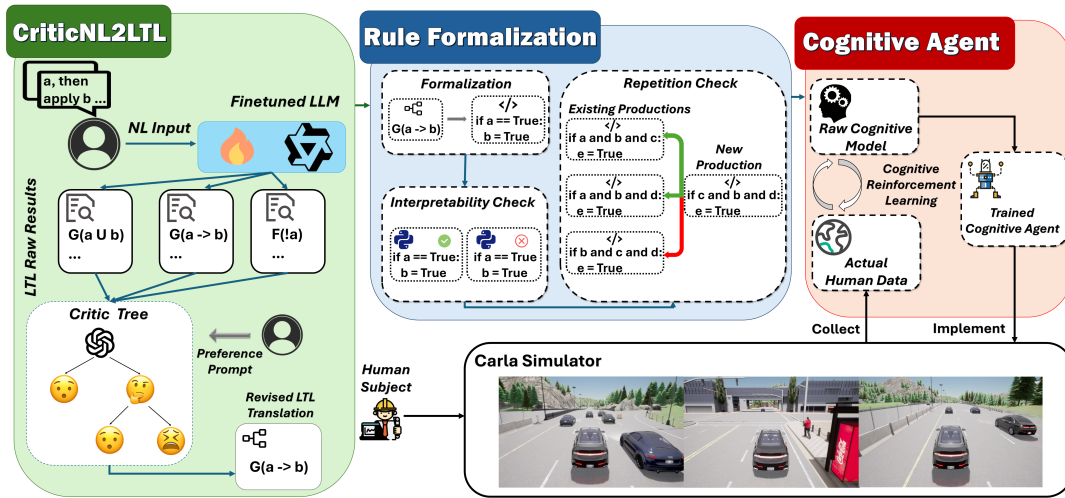 CriticNL2LTL
a, then
apply b ...
Finetuned LLM
NL Input
LTL Raw Results
G(a U b)
...
G(a -> b)
...
F(!a)
...
Critic Tree
Preference
Prompt
Revised LTL
Translation
G(a -> b)
Rule Formalization
Formalization
G(a -> b)
</>
if a == True:
b = True
Interpretability Check
if a == True:
b = True
if a == True:
b = True
Repetition Check
Existing Productions
</>
if a and b and c:
e = True
</>
if a and b and d:
e = True
</>
if b and c and d:
e = True
New
Production
</>
if c and b and d:
e = True
Cognitive Agent
Raw Cognitive
Model
Cognitive
Reinforcement
Learning
Actual
Human Data
Trained
Cognitive Agent
Collect
Implement
Human
Subject
Carla Simulator